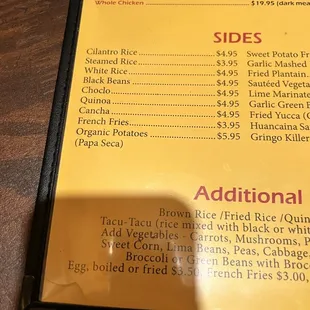 Whole Chicken $19.95 (dark mea
SIDES
Cilantro Rice $4.95 Sweet Potato Fr
Steamed Rice $3.95 Garlic Mashed
White Rice $4.95 Fried Plantain
Black Beans $4.95 Sautéed Vegeta
Choclo $4.95 Lime Marinate
Quinoa $4.95 Garlic Green B
Cancha $4.95 Fried Yucca (C
French Fries $3.95 Huancaina Sa
Organic Potatoes $5.95 Gringo Killer
(Papa Seca)
Additional
Brown Rice /Fried Rice /Quin
Tacu-Tacu (rice mixed with black or whit
Add Vegetables - Carrots, Mushrooms, P
Sweet Corn, Lima Beans, Peas, Cabbage,
Broccoli or Green Beans with Broc
Egg, boiled or fried $3.50, French Fries $3.00,